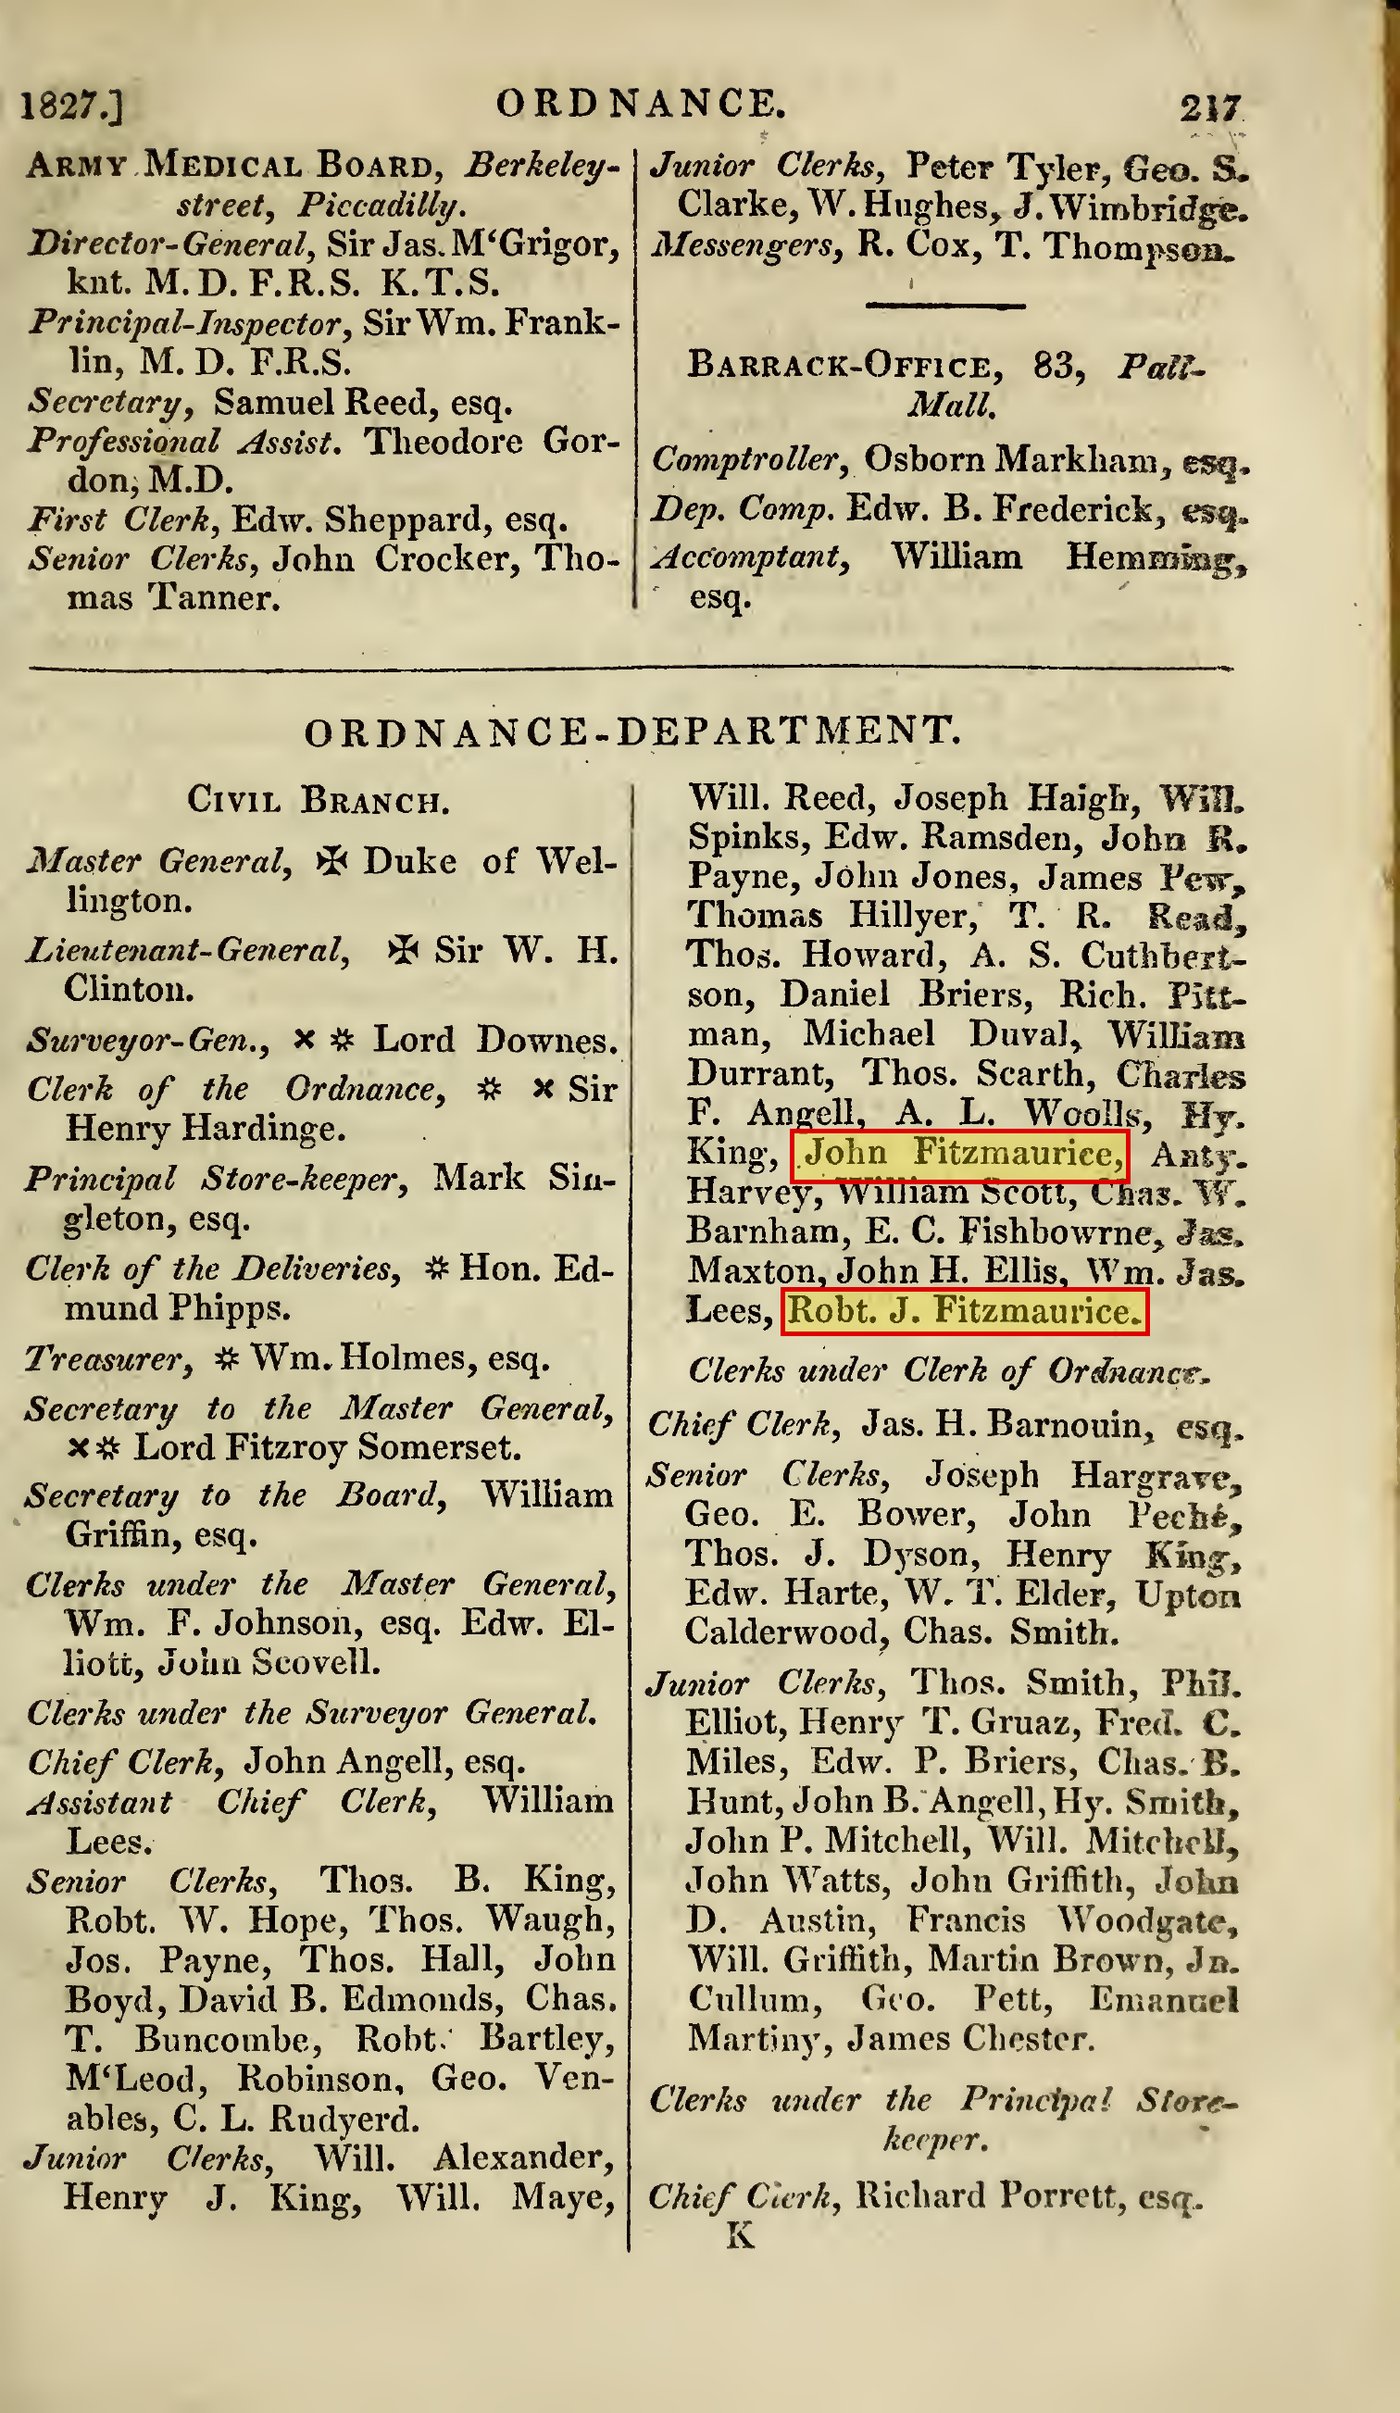 1827.] ORDNANCE. 217
ARMY MEDICAL BOARD, Berkeley-
street, Piccadilly.
Director-General, Sir Jas. M‘Grigor,
knt. M. D. F.R.S. K.T.S.
Principal-Inspector, Sir Wm. Frank-
lin, M. D. F.R.S.
Secretary, Samuel Reed, esq.
Professional Assist. Theodore Gor-
don, M.D.
First Clerk, Edw. Sheppard, esq.
Senior Clerks, John Crocker, Tho-
mas Tanner.
Junior Clerks, Peter Tyler, Geo. S.
Clarke, W. Hughes, J. Wimbridge.
Messengers, R. Cox, T. Thompson.
BARRACK-OFFICE, 83, Pall-
Mall.
Comptroller, Osborn Markham, esq.
Dep. Comp. Edw. B. Frederick, esq.
Accomptant, William Hemming,
esq.
ORDNANCE-DEPARTMENT.
CIVIL BRANCH.
Master General, ✠ Duke of Wel-
lington.
Lieutenant-General, ✠ Sir W. H.
Clinton.
Surveyor-Gen., × ☼ Lord Downes.
Clerk of the Ordnance, ☼ × Sir
Henry Hardinge.
Principal Store-keeper, Mark Sin-
gleton, esq.
Clerk of the Deliveries, ☼ Hon. Ed-
mund Phipps.
Treasurer, ☼ Wm. Holmes, esq.
Secretary to the Master General,
×☼ Lord Fitzroy Somerset.
Secretary to the Board, William
Griffin, esq.
Clerks under the Master General,
Wm. F. Johnson, esq. Edw. El-
liott, John Scovell.
Clerks under the Surveyor General.
Chief Clerk, John Angell, esq.
Assistant Chief Clerk, William
Lees.
Senior Clerks, Thos. B. King,
Robt. W. Hope, Thos. Waugh,
Jos. Payne, Thos. Hall, John
Boyd, David B. Edmonds, Chas.
T. Buncombe, Robt. Bartley,
M‘Leod, Robinson, Geo. Ven-
ables, C. L. Rudyerd.
Junior Clerks, Will. Alexander,
Henry J. King, Will. Maye,
Will. Reed, Joseph Haigh, Will.
Spinks, Edw. Ramsden, John R.
Payne, John Jones, James Pew,
Thomas Hillyer, T. R. Read,
Thos. Howard, A. S. Cuthbert-
son, Daniel Briers, Rich. Pitt-
man, Michael Duval, William
Durrant, Thos. Scarth, Charles
F. Angell, A. L. Woolls, Hy.
King, John Fitzmaurice, Anty.
Harvey, William Scott, Chas. W.
Barnham, E. C. Fishbowrne, Jas.
Maxton, John H. Ellis, Wm. Jas.
Lees, Robt. J. Fitzmaurice.
Clerks under Clerk of Ordnance.
Chief Clerk, Jas. H. Barnouin, esq.
Senior Clerks, Joseph Hargrave,
Geo. E. Bower, John Peché,
Thos. J. Dyson, Henry King,
Edw. Harte, W. T. Elder, Upton
Calderwood, Chas. Smith.
Junior Clerks, Thos. Smith, Phil.
Elliot, Henry T. Gruaz, Fred. C.
Miles, Edw. P. Briers, Chas. B.
Hunt, John B. Angell, Hy. Smith,
John P. Mitchell, Will. Mitchell,
John Watts, John Griffith, John
D. Austin, Francis Woodgate,
Will. Griffith, Martin Brown, Jn.
Cullum, Geo. Pett, Emanuel
Martiny, James Chester.
Clerks under the Principal Store-
keeper.
Chief Clerk, Richard Porrett, esq.
K